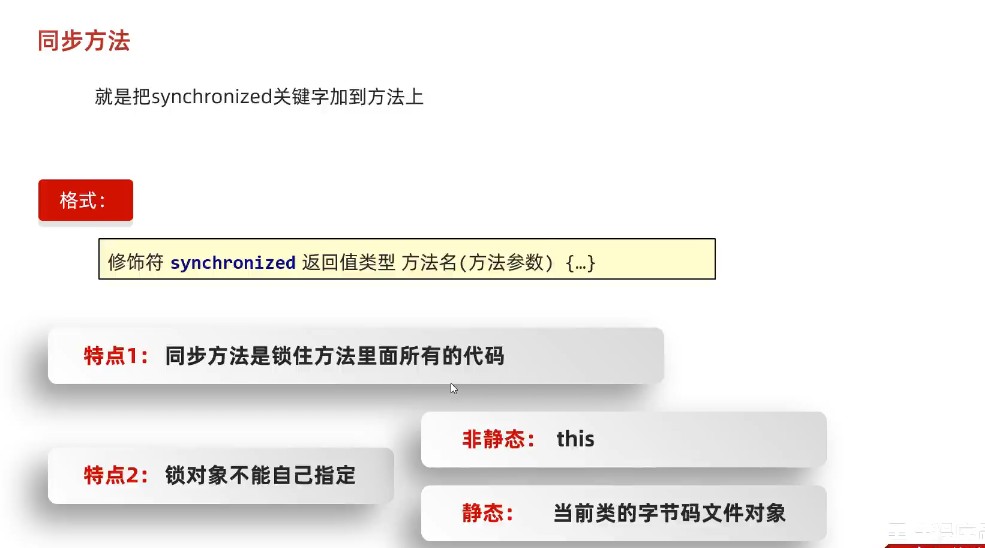 同步方法
就是把synchronized关键字加到方法上
格式：
修饰符 synchronized 返回值类型 方法名(方法参数) {…}
特点1： 同步方法是锁住方法里面所有的代码
特点2： 锁对象不能自己指定
非静态： this
静态： 当前类的字节码文件对象